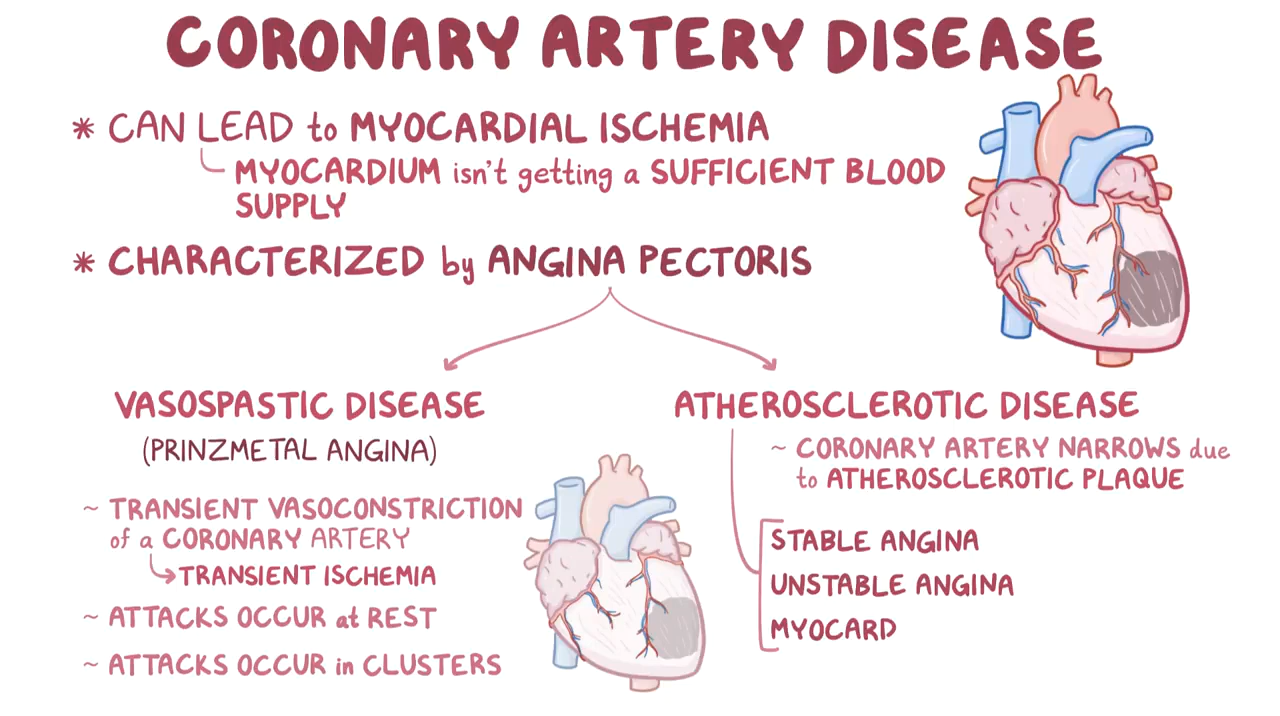 CORONARY ARTERY DISEASE
* CAN LEAD to MYOCARDIAL ISCHEMIA
MYOCARDIUM isn't getting a SUFFICIENT BLOOD
SUPPLY
* CHARACTERIZED by ANGINA PECTORIS
VASOSPASTIC DISEASE
(PRINZMETAL ANGINA)
~ TRANSIENT VASOCONSTRICTION
of a CORONARY ARTERY
TRANSIENT ISCHEMIA
~ ATTACKS OCCUR at REST
~ ATTACKS OCCUR in CLUSTERS
ATHEROSCLEROTIC DISEASE
~ CORONARY ARTERY NARROWS due
to ATHEROSCLEROTIC PLAQUE
STABLE ANGINA
UNSTABLE ANGINA
MYOCARD